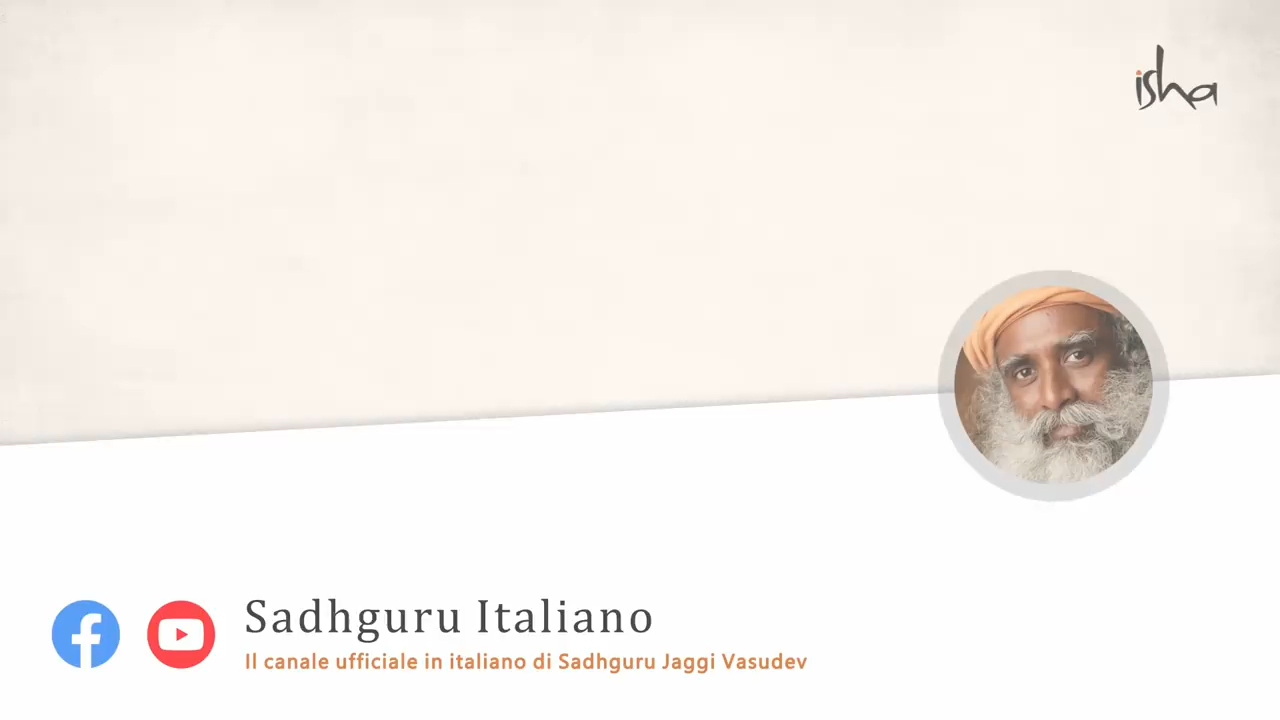 isha
Sadhguru Italiano
Il canale ufficiale in italiano di Sadhguru Jaggi Vasudev